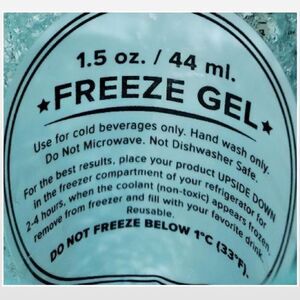 1.5 oz. / 44 ml.
★ FREEZE GEL ★
Use for cold beverages only. Hand wash only.
Do Not Microwave. Not Dishwasher Safe.
For the best results, place your product UPSIDE DOWN
in the freezer compartment of your refrigerator for
2-4 hours, when the coolant (non-toxic) appears frozen,
remove from freezer and fill with your favorite drink.
Reusable.
DO NOT FREEZE BELOW 1°C (33°F).